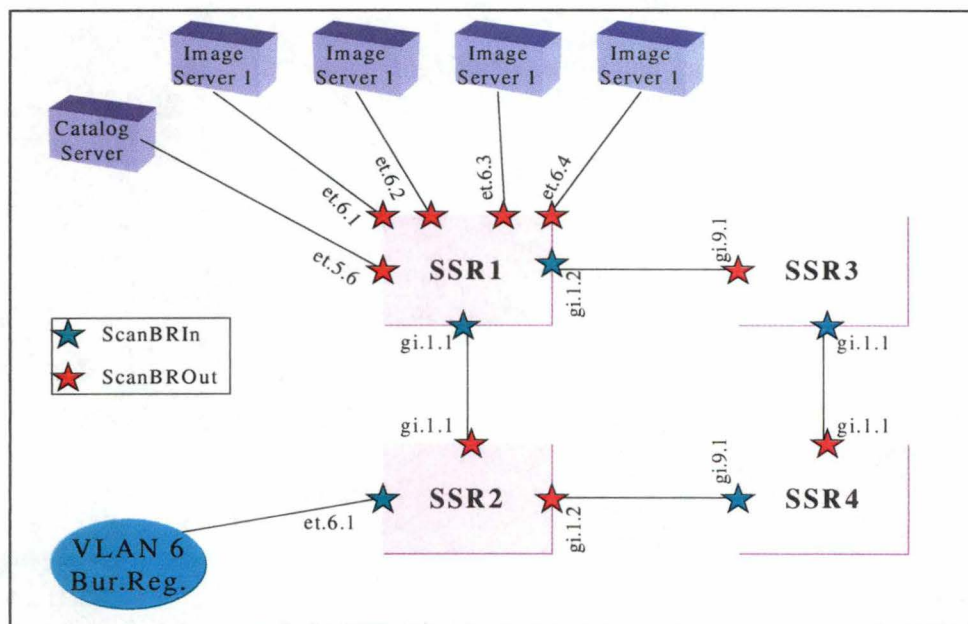 Image
Server 1
Image
Server 1
Image
Server 1
Image
Server 1
Catalog
Server
et.6.1
et.6.2
et.6.3
et.6.4
et.5.6
SSR1
gi.1.2
gi.9.1
SSR3
ScanBRIn
ScanBROut
gi.1.1
gi.1.1
gi.1.1
gi.1.1
SSR2
gi.1.2
gi.9.1
SSR4
et.6.1
VLAN 6
Bur.Reg.